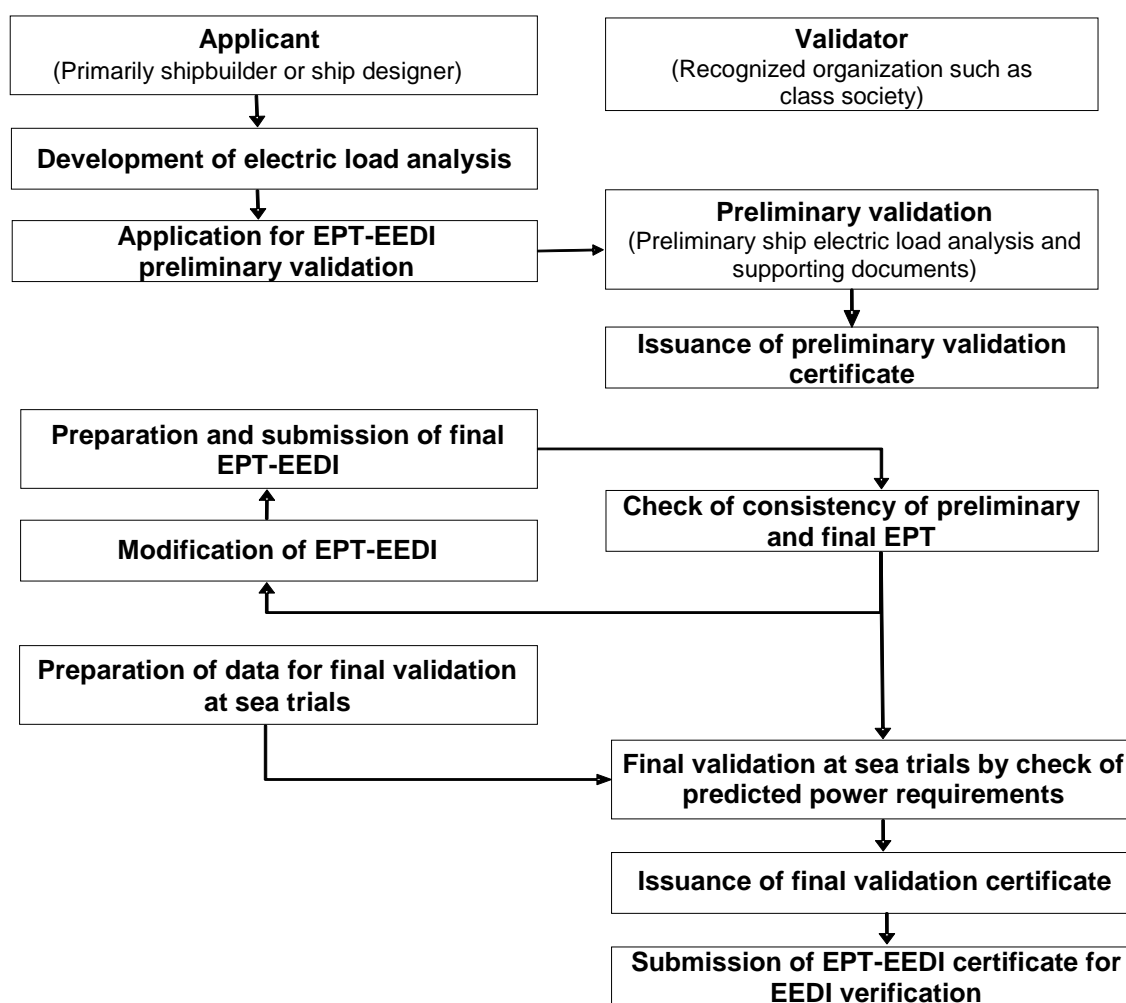 Applicant
(Primarily shipbuilder or ship designer)
Validator
(Recognized organization such as
class society)
Development of electric load analysis
Application for EPT-EEDI
preliminary validation
Preliminary validation
(Preliminary ship electric load analysis and
supporting documents)
Issuance of preliminary validation
certificate
Preparation and submission of final
EPT-EEDI
Check of consistency of preliminary
and final EPT
Modification of EPT-EEDI
Preparation of data for final validation
at sea trials
Final validation at sea trials by check of
predicted power requirements
Issuance of final validation certificate
Submission of EPT-EEDI certificate for
EEDI verification